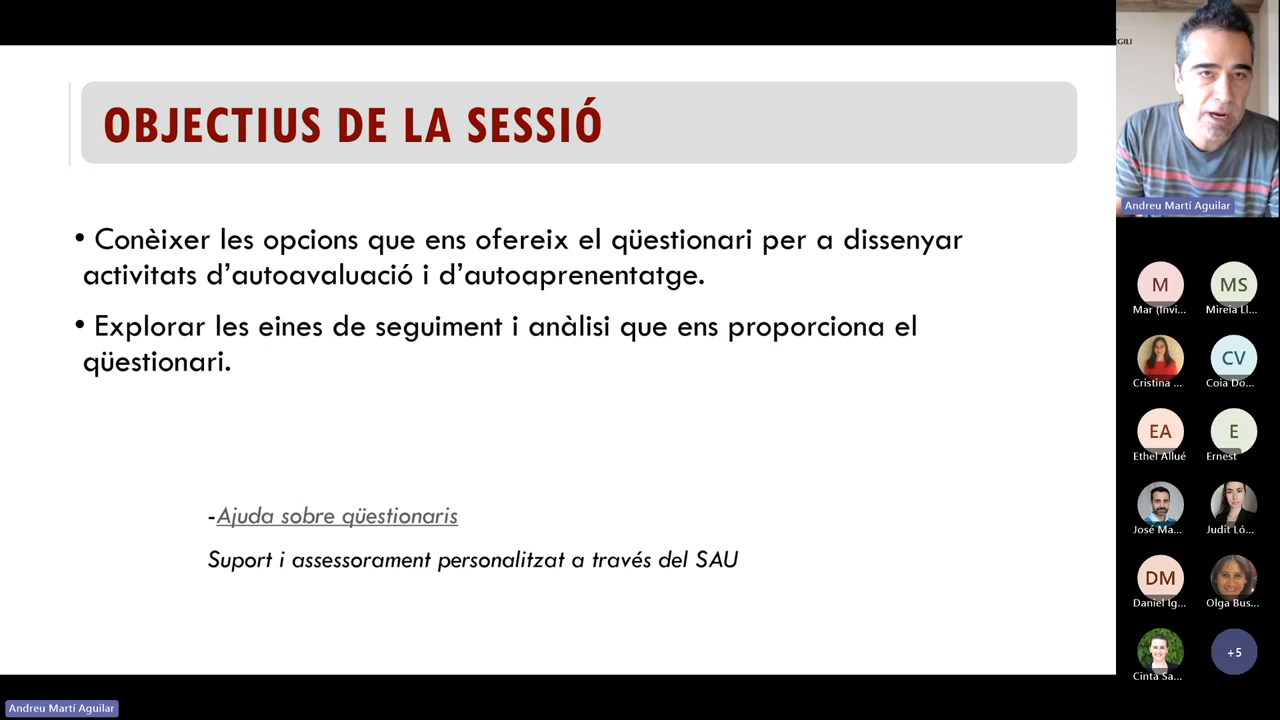 OBJECTIUS DE LA SESSIÓ
• Conèixer les opcions que ens ofereix el qüestionari per a dissenyar
activitats d'autoavaluació i d'autoaprenentatge.
• Explorar les eines de seguiment i anàlisi que ens proporciona el
qüestionari.
-Ajuda sobre qüestionaris
Suport i assessorament personalitzat a través del SAU
RGILI
Andreu Martí Aguilar
M
MS
Mar (Invi...
Mireia Ll...
CV
Cristina ...
Coia Do...
EA
E
Ethel Allué
Ernest
José Ma...
Judit Ló...
DM
Daniel Ig...
Olga Bus...
+5
Cinta Sa...
Andreu Martí Aguilar